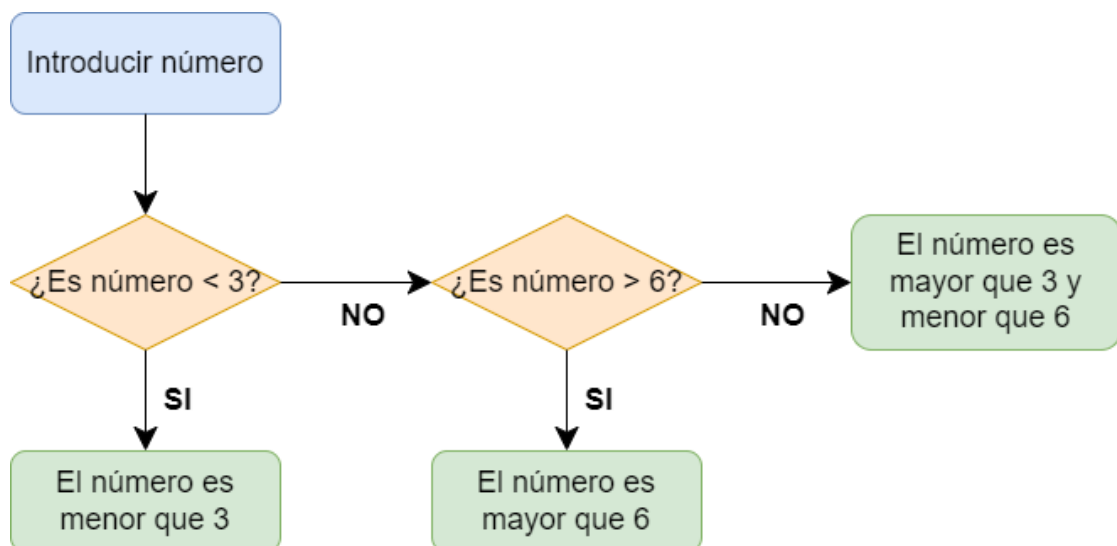 Introducir número
¿Es número < 3?
NO
¿Es número > 6?
NO
El número es
mayor que 3 y
menor que 6
SI
SI
El número es
menor que 3
El número es
mayor que 6